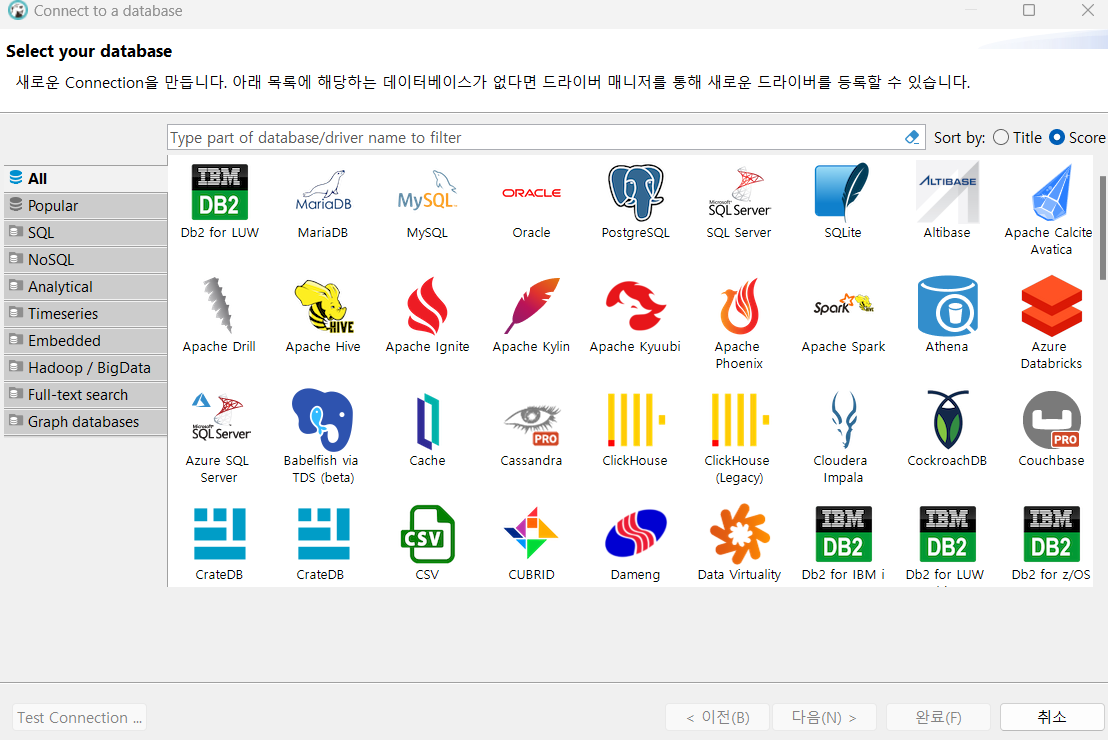 Connect to a database
Select your database
새로운 Connection을 만듭니다. 아래 목록에 해당하는 데이터베이스가 없다면 드라이버 매니저를 통해 새로운 드라이버를 등록할 수 있습니다.
Type part of database/driver name to filter
Sort by: Title Score
All
Popular
SQL
NoSQL
Analytical
Timeseries
Embedded
Hadoop / BigData
Full-text search
Graph databases
IBM
DB2
MariaDB
MySQL
ORACLE
Microsoft
SQL Server
ALTIBASE
Db2 for LUW
MariaDB
MySQL
Oracle
PostgreSQL
SQL Server
SQLite
Altibase
Apache Calcite
Avatica
HIVE
Spark
HIVE
Apache Drill
Apache Hive
Apache Ignite
Apache Kylin
Apache Kyuubi
Apache
Phoenix
Apache Spark
Athena
Azure
Databricks
Microsoft
SQL Server
PRO
PRO
Azure SQL
Server
Babelfish via
TDS (beta)
Cache
Cassandra
ClickHouse
ClickHouse
(Legacy)
Cloudera
Impala
CockroachDB
Couchbase
CSV
IBM
DB2
IBM
DB2
IBM
DB2
CrateDB
CrateDB
CSV
CUBRID
Dameng
Data Virtuality
Db2 for IBM i
Db2 for LUW
Db2 for z/OS
Test Connection ...
< 이전(B)
다음(N) >
완료(F)
취소